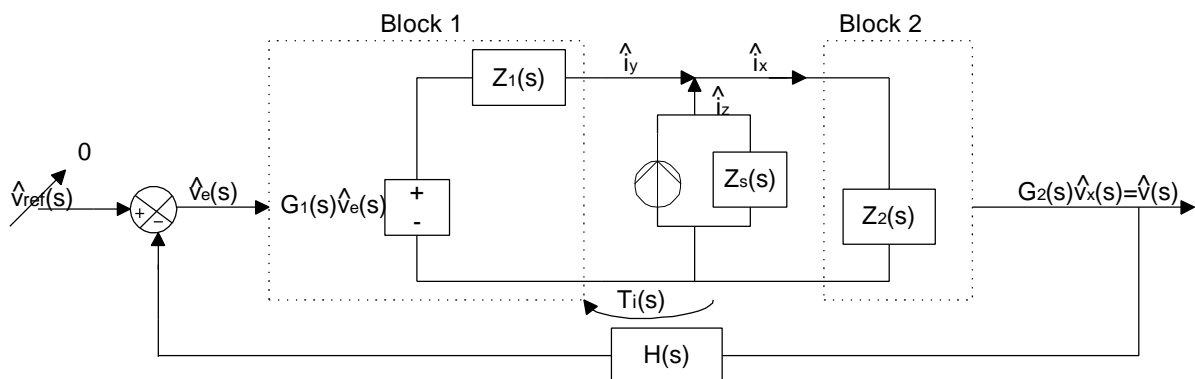 Block 1
Block 2
Z1(s)
îy
îx
îz
0
v̂ref(s)
+
−
v̂e(s)
G1(s)v̂e(s)
+
-
Zs(s)
Z2(s)
G2(s)v̂x(s)=v̂(s)
Ti(s)
H(s)